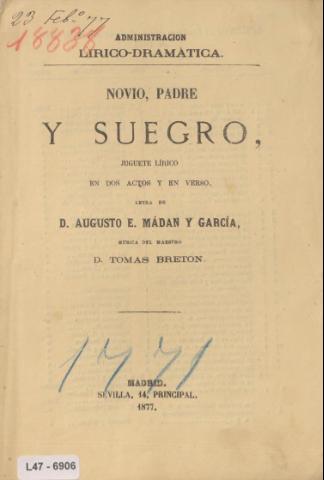 23 Feb.º 77
18838
ADMINISTRACION
LÍRICO-DRAMÁTICA.
NOVIO, PADRE
Y SUEGRO,
JUGUETE LÍRICO
EN DOS ACTOS Y EN VERSO,
LETRA DE
D. AUGUSTO E. MÁDAN Y GARCÍA,
MÚSICA DEL MAESTRO
D. TOMAS BRETON.
1771
MADRID.
SEVILLA, 14, PRINCIPAL.
1877.
L47 - 6906